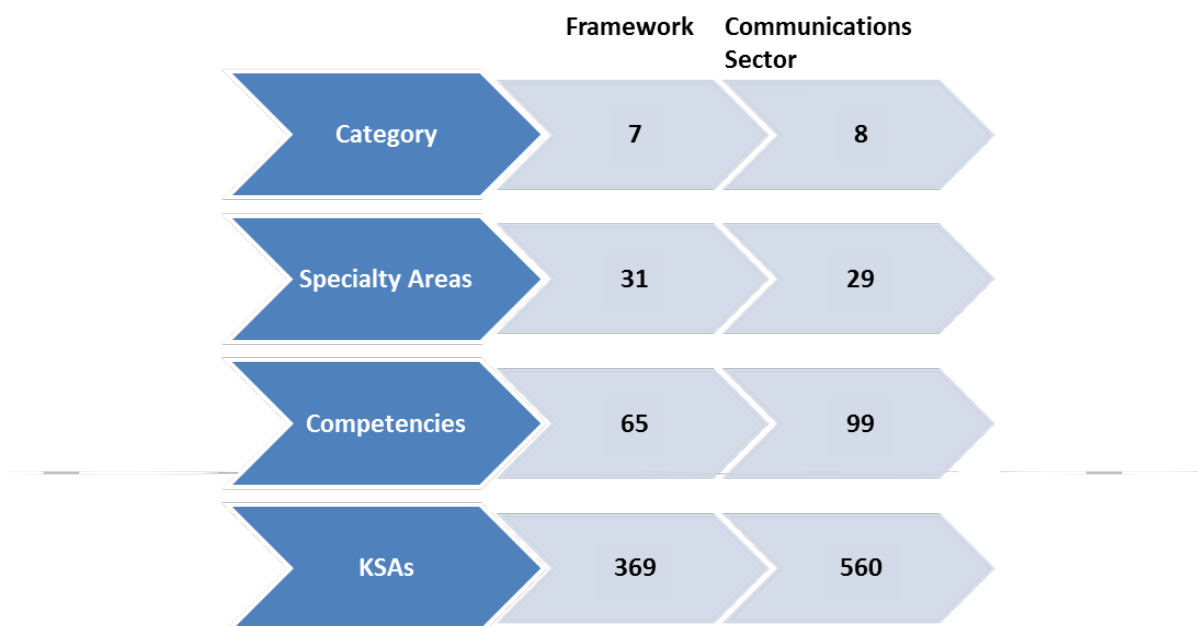 Framework Communications
Sector
Category 7 8
Specialty Areas 31 29
Competencies 65 99
KSAs 369 560